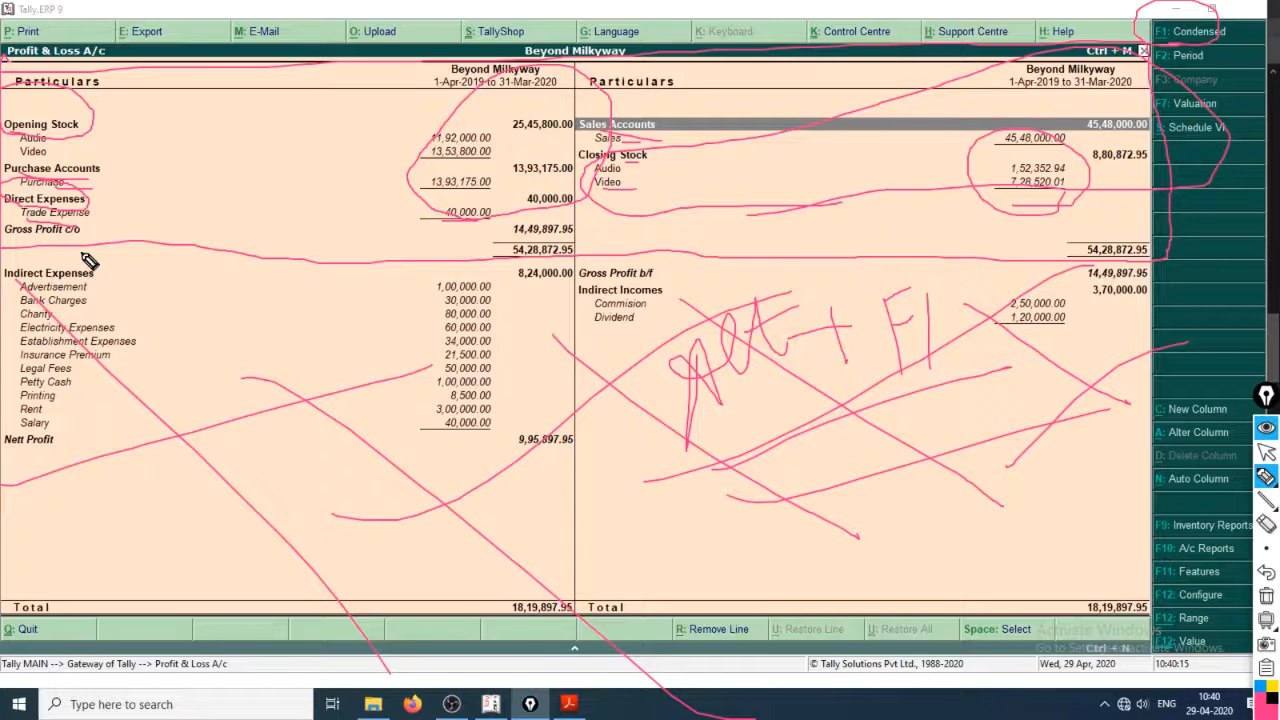 Tally.ERP 9
P: Print E: Export M: E-Mail O: Upload S: TallyShop G: Language K: Keyboard K: Control Centre H: Support Centre H: Help F1: Condensed
Profit & Loss A/c Beyond Milkyway Ctrl + M
F2: Period
Beyond Milkyway Beyond Milkyway
Particulars 1-Apr-2019 to 31-Mar-2020 Particulars 1-Apr-2019 to 31-Mar-2020 F3: Company
F7: Valuation
Opening Stock 25,45,800.00 Sales Accounts 45,48,000.00 S: Schedule VI
Audio 11,92,000.00 Sales 45,48,000.00
Video 13,53,800.00 Closing Stock 8,80,872.95
Purchase Accounts 13,93,175.00 Audio 1,52,352.94
Purchase 13,93,175.00 Video 7,28,520.01
Direct Expenses 40,000.00
Trade Expense 40,000.00
Gross Profit c/o 14,49,897.95
54,28,872.95 54,28,872.95
Indirect Expenses 8,24,000.00 Gross Profit b/f 14,49,897.95
Advertisement 1,00,000.00 Indirect Incomes 3,70,000.00
Bank Charges 30,000.00 Commision 2,50,000.00
Charity 80,000.00 Dividend 1,20,000.00
Electricity Expenses 60,000.00
Establishment Expenses 34,000.00
Insurance Premium 21,500.00
Legal Fees 50,000.00
Petty Cash 1,00,000.00
Printing 8,500.00
Rent 3,00,000.00 C: New Column
Salary 40,000.00
Nett Profit 9,95,897.95 A: Alter Column
+ F1
D: Delete Column
N: Auto Column
F9: Inventory Reports
F10: A/c Reports
F11: Features
F12: Configure
Total 18,19,897.95 Total 18,19,897.95
F12: Range
Q: Quit R: Remove Line U: Restore Line U: Restore All Space: Select F12: Value
Activate Windows
Go to Settings to activate Windows.
Ctrl + N
Tally MAIN --> Gateway of Tally --> Profit & Loss A/c © Tally Solutions Pvt Ltd., 1988-2020 Wed, 29 Apr, 2020 10:40:15
Type here to search ENG 10:40
29-04-2020